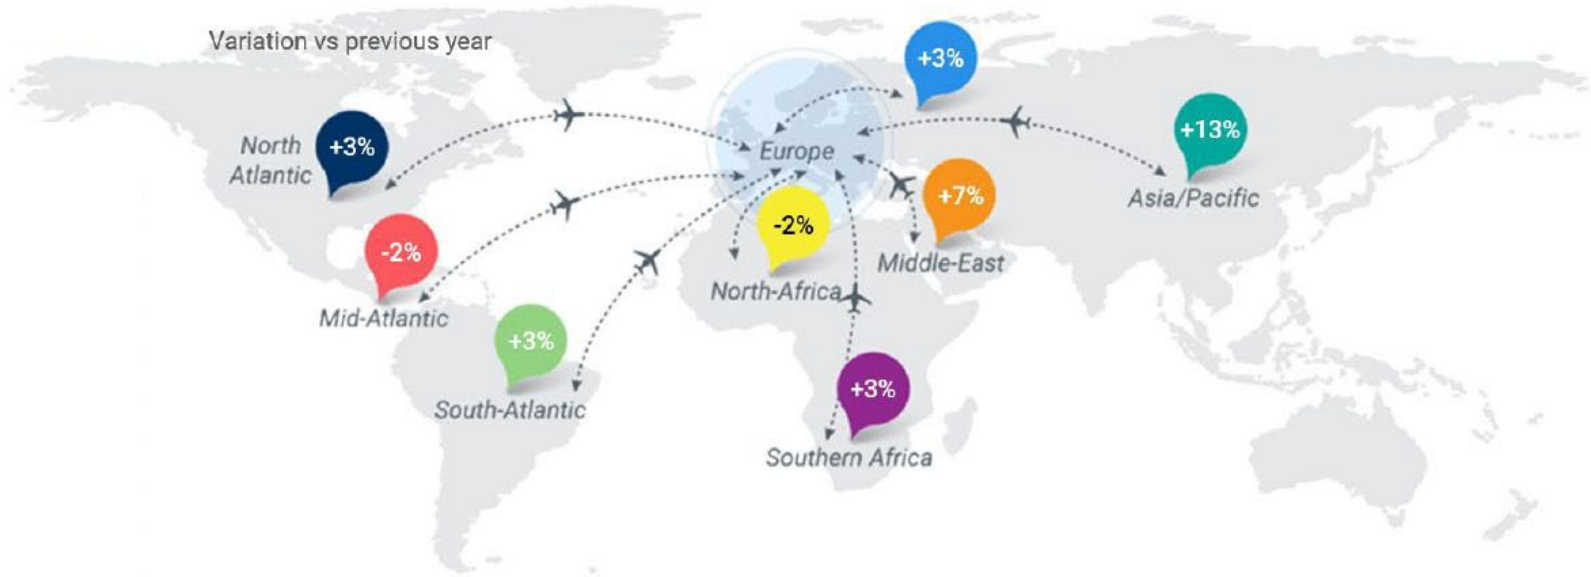 Variation vs previous year
+3%
+3%
North
Atlantic
+13%
Europe
Asia/Pacific
+7%
-2%
-2%
Middle-East
North-Africa
Mid-Atlantic
+3%
South-Atlantic
+3%
Southern Africa